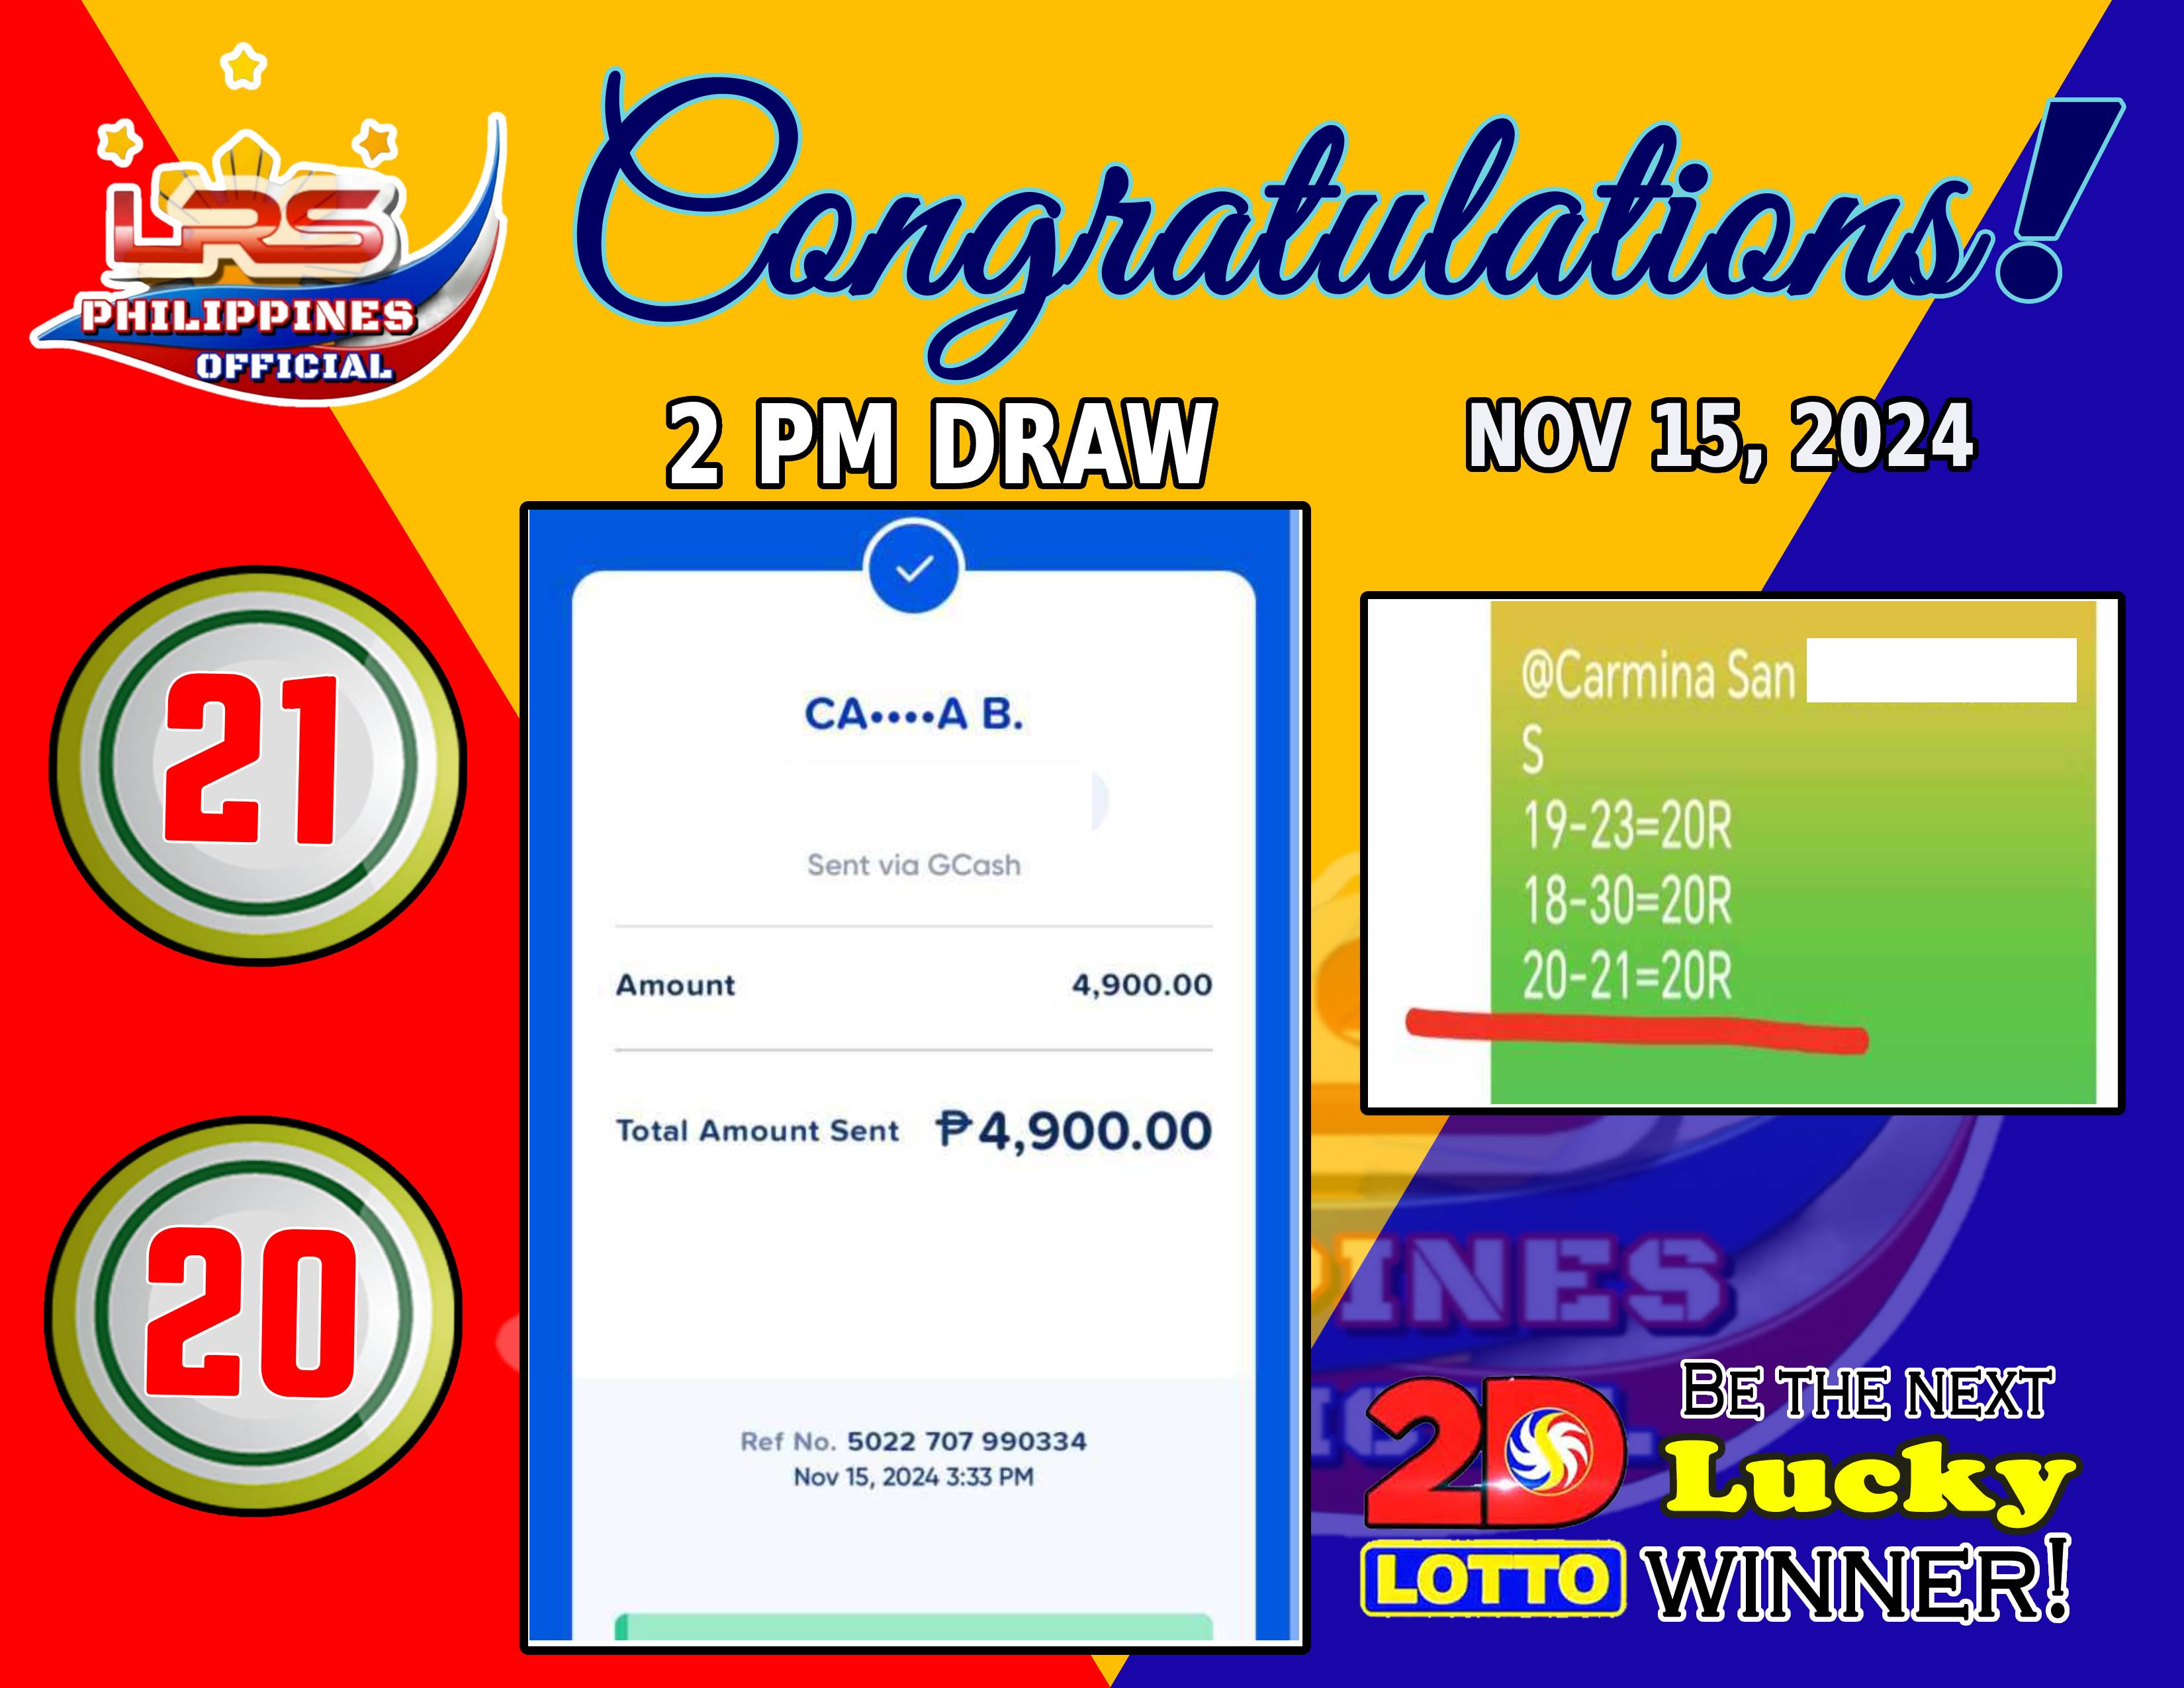 LRS
PHILIPPINES
OFFICIAL
Congratulations!
2 PM DRAW
NOV 15, 2024
21
20
CA••••A B.
Sent via GCash
Amount 4,900.00
Total Amount Sent ₱4,900.00
Ref No. 5022 707 990334
Nov 15, 2024 3:33 PM
@Carmina San
S
19-23=20R
18-30=20R
20-21=20R
PINES
2D
LOTTO
BE THE NEXT
Lucky
WINNER!